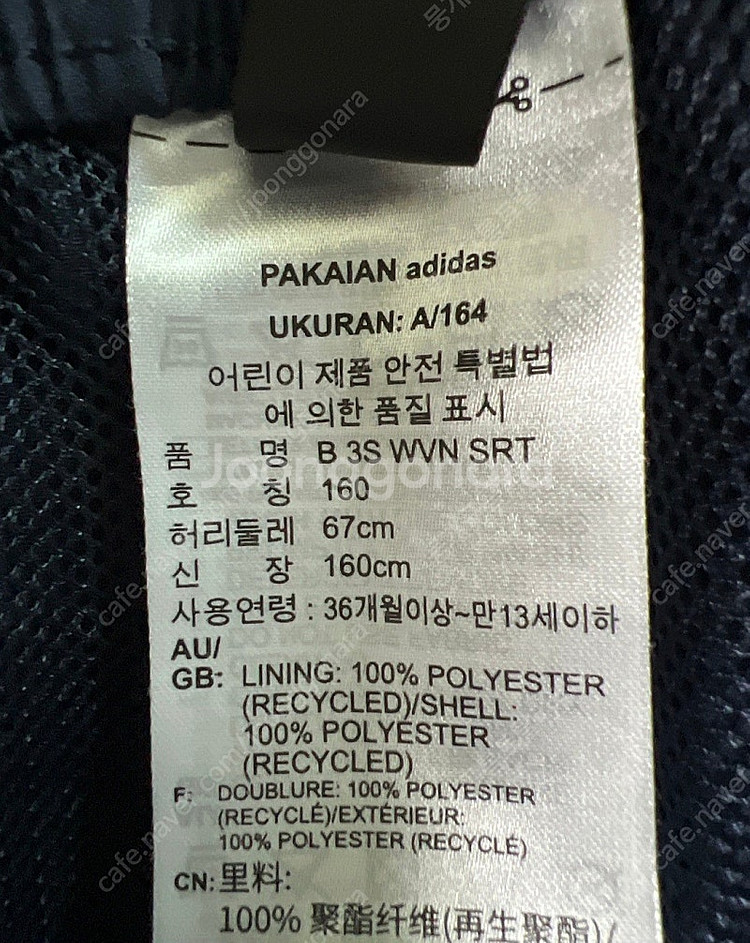 PAKAIAN adidas
UKURAN: A/164
어린이 제품 안전 특별법
에 의한 품질 표시
품 명 B 3S WVN SRT
호 칭 160
허리둘레 67cm
신 장 160cm
사용연령 : 36개월이상~만13세이하
AU/
GB: LINING: 100% POLYESTER
(RECYCLED)/SHELL:
100% POLYESTER
(RECYCLED)
F: DOUBLURE: 100% POLYESTER
(RECYCLÉ)/EXTÉRIEUR:
100% POLYESTER (RECYCLÉ)
CN: 里料:
100% 聚酯纤维(再生聚酯)/
Joonggonara
cafe.naver